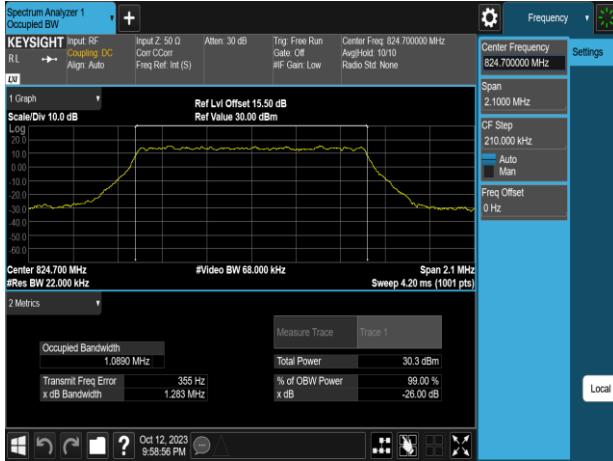 Spectrum Analyzer 1
Occupied BW
+
Frequency
KEYSIGHT
RL
LXI
Input: RF
Coupling: DC
Align: Auto
Input Z: 50 Ω
Corr CCorr
Freq Ref: Int (S)
Atten: 30 dB
Trig: Free Run
Gate: Off
#IF Gain: Low
Center Freq: 824.700000 MHz
Avg|Hold: 10/10
Radio Std: None
Center Frequency
824.700000 MHz
Settings
Span
2.1000 MHz
CF Step
210.000 kHz
Auto
Man
Freq Offset
0 Hz
Local
1 Graph
Scale/Div 10.0 dB
Ref Lvl Offset 15.50 dB
Ref Value 30.00 dBm
Log
20.0
10.0
0.00
-10.0
-20.0
-30.0
-40.0
-50.0
-60.0
Center 824.700 MHz
#Video BW 68.000 kHz
Span 2.1 MHz
#Res BW 22.000 kHz
Sweep 4.20 ms (1001 pts)
2 Metrics
Measure Trace
Trace 1
Occupied Bandwidth
1.0890 MHz
Total Power
30.3 dBm
Transmit Freq Error
355 Hz
% of OBW Power
99.00 %
x dB Bandwidth
1.283 MHz
x dB
-26.00 dB
?
Oct 12, 2023
9:58:56 PM